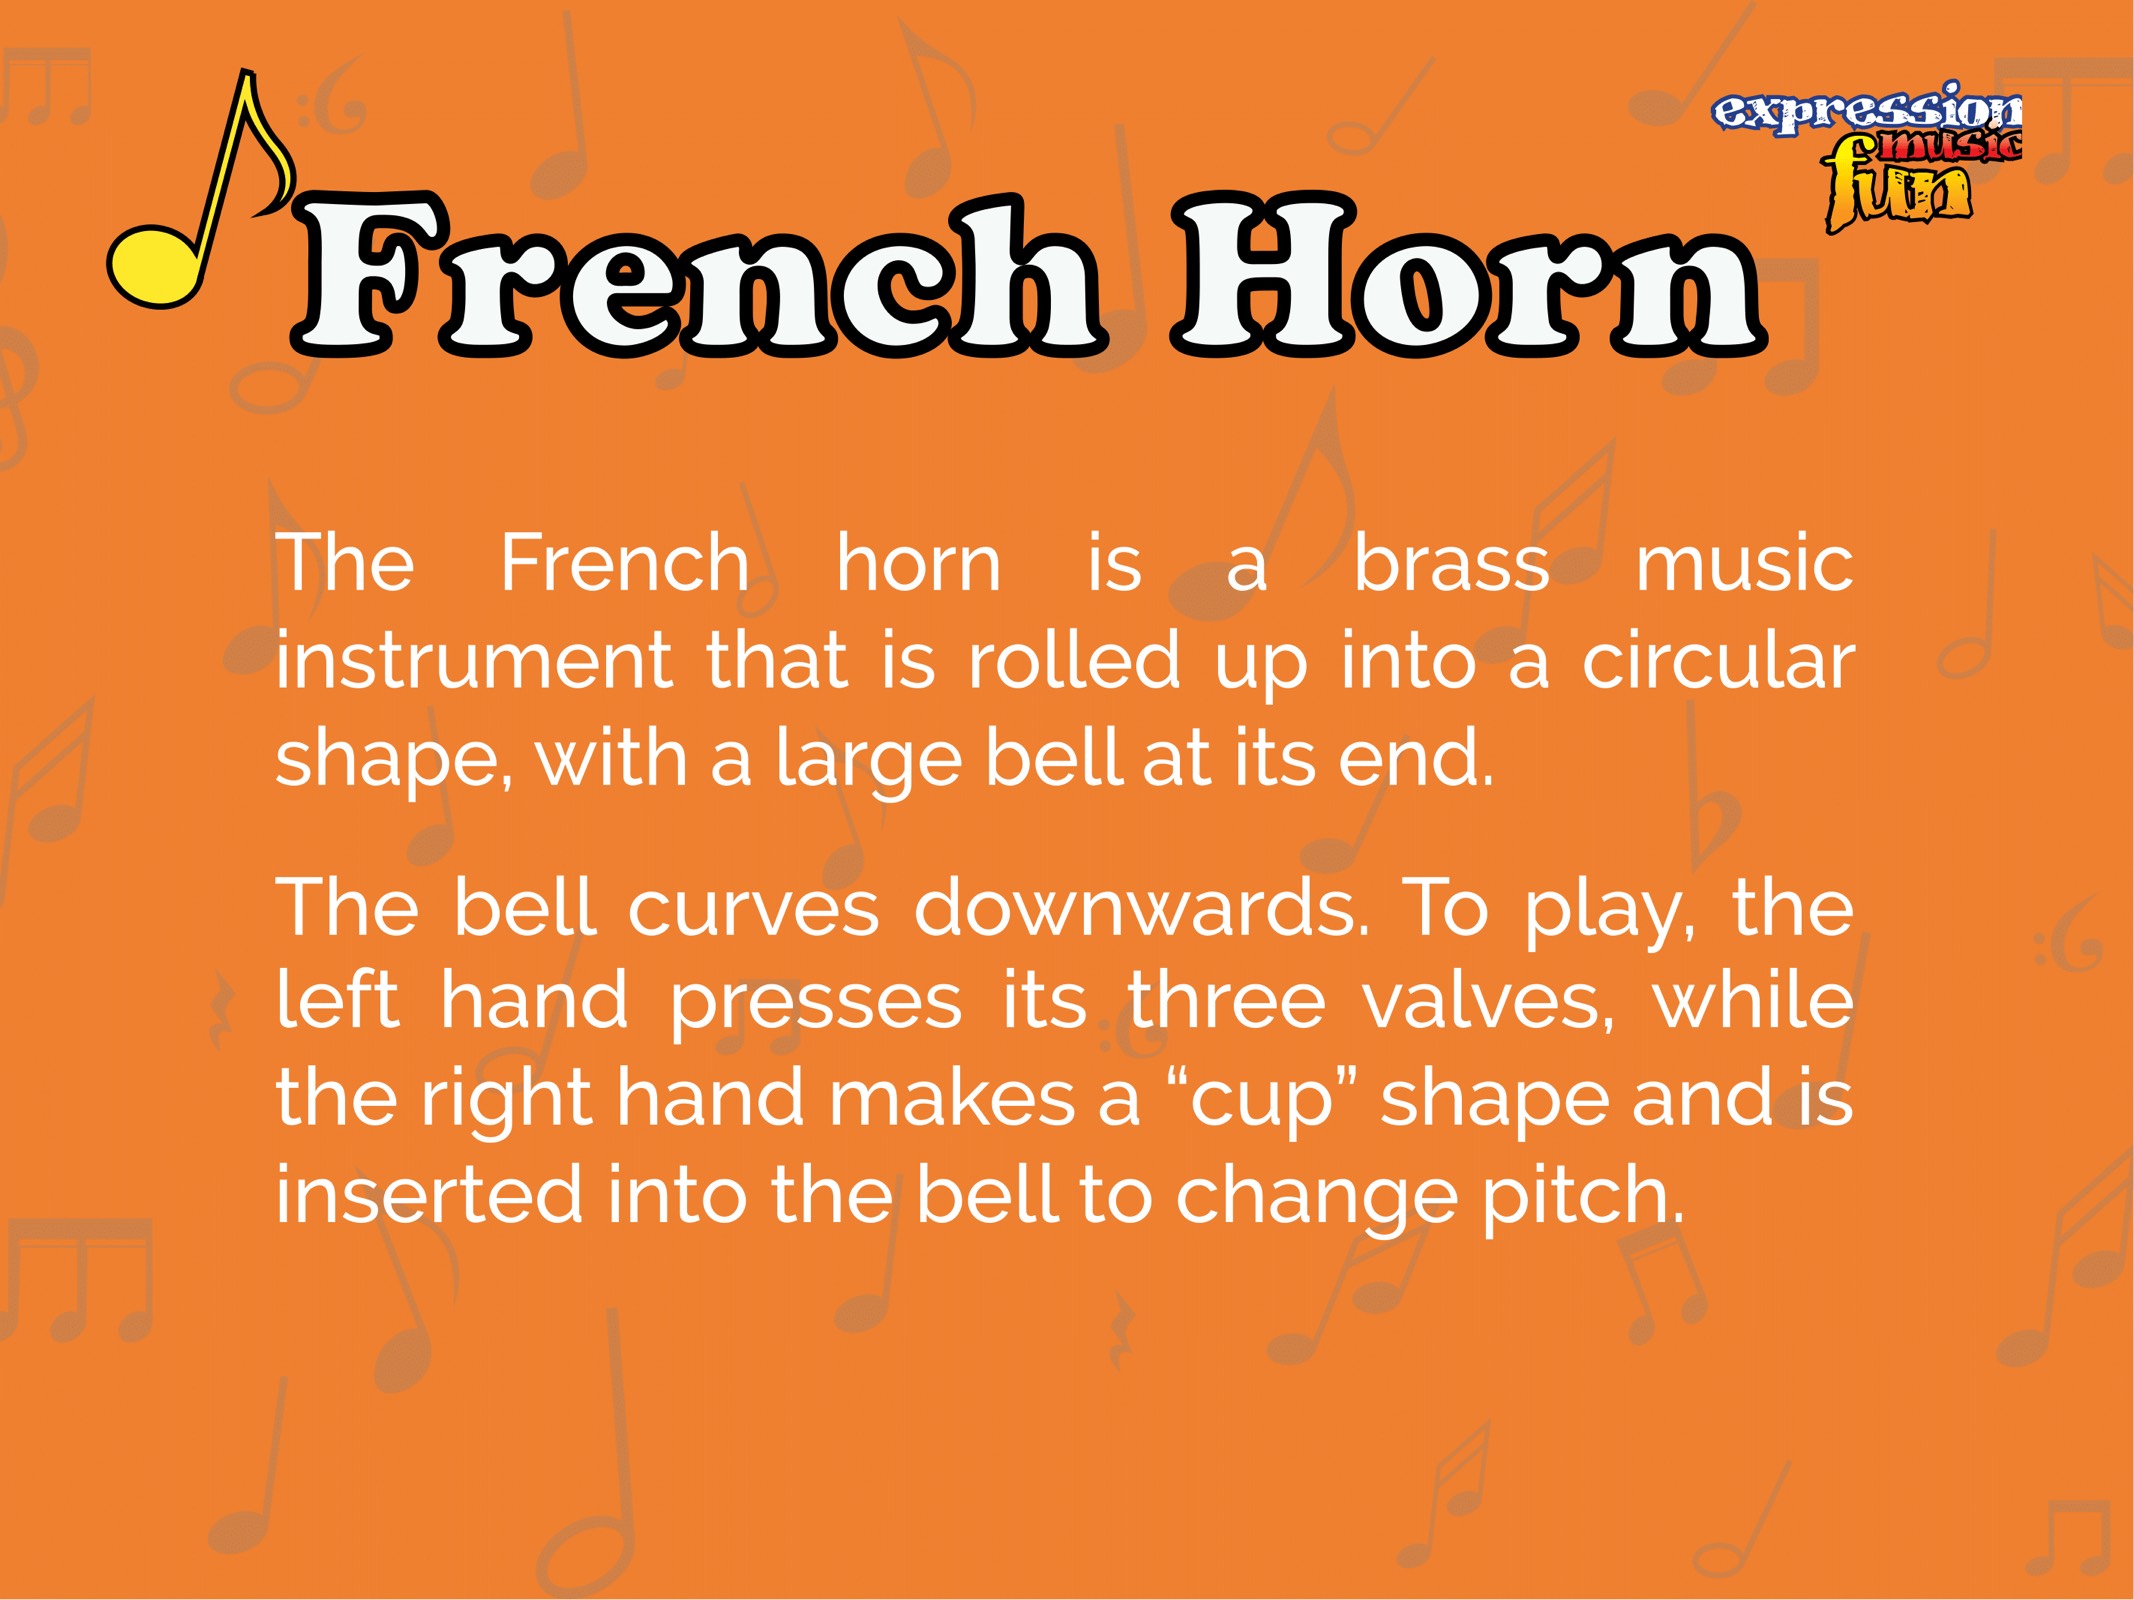 expression
music
fun
French Horn
The French horn is a brass music
instrument that is rolled up into a circular
shape, with a large bell at its end.
The bell curves downwards. To play, the
left hand presses its three valves, while
the right hand makes a “cup” shape and is
inserted into the bell to change pitch.